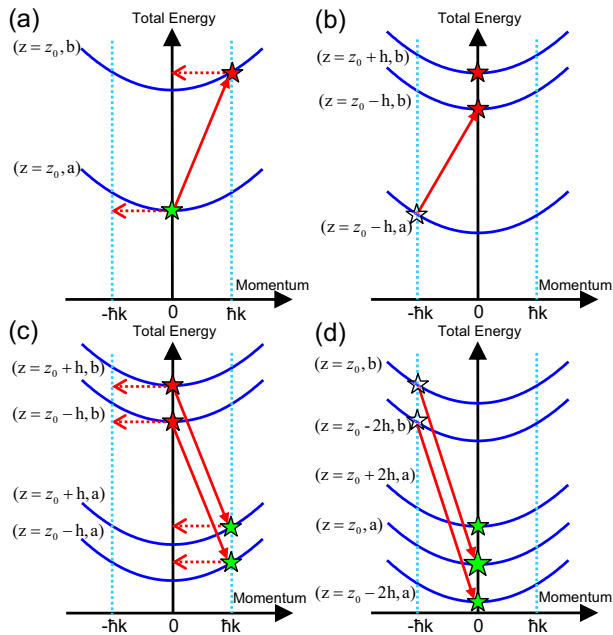 (a)
Total Energy
(z = z₀, b)
(z = z₀, a)
Momentum
-ħk
0
ħk
(b)
Total Energy
(z = z₀ + h, b)
(z = z₀ − h, b)
(z = z₀ − h, a)
Momentum
-ħk
0
ħk
(c)
Total Energy
(z = z₀ + h, b)
(z = z₀ − h, b)
(z = z₀ + h, a)
(z = z₀ − h, a)
Momentum
-ħk
0
ħk
(d)
Total Energy
(z = z₀, b)
(z = z₀ - 2h, b)
(z = z₀ + 2h, a)
(z = z₀, a)
(z = z₀ − 2h, a)
Momentum
-ħk
0
ħk